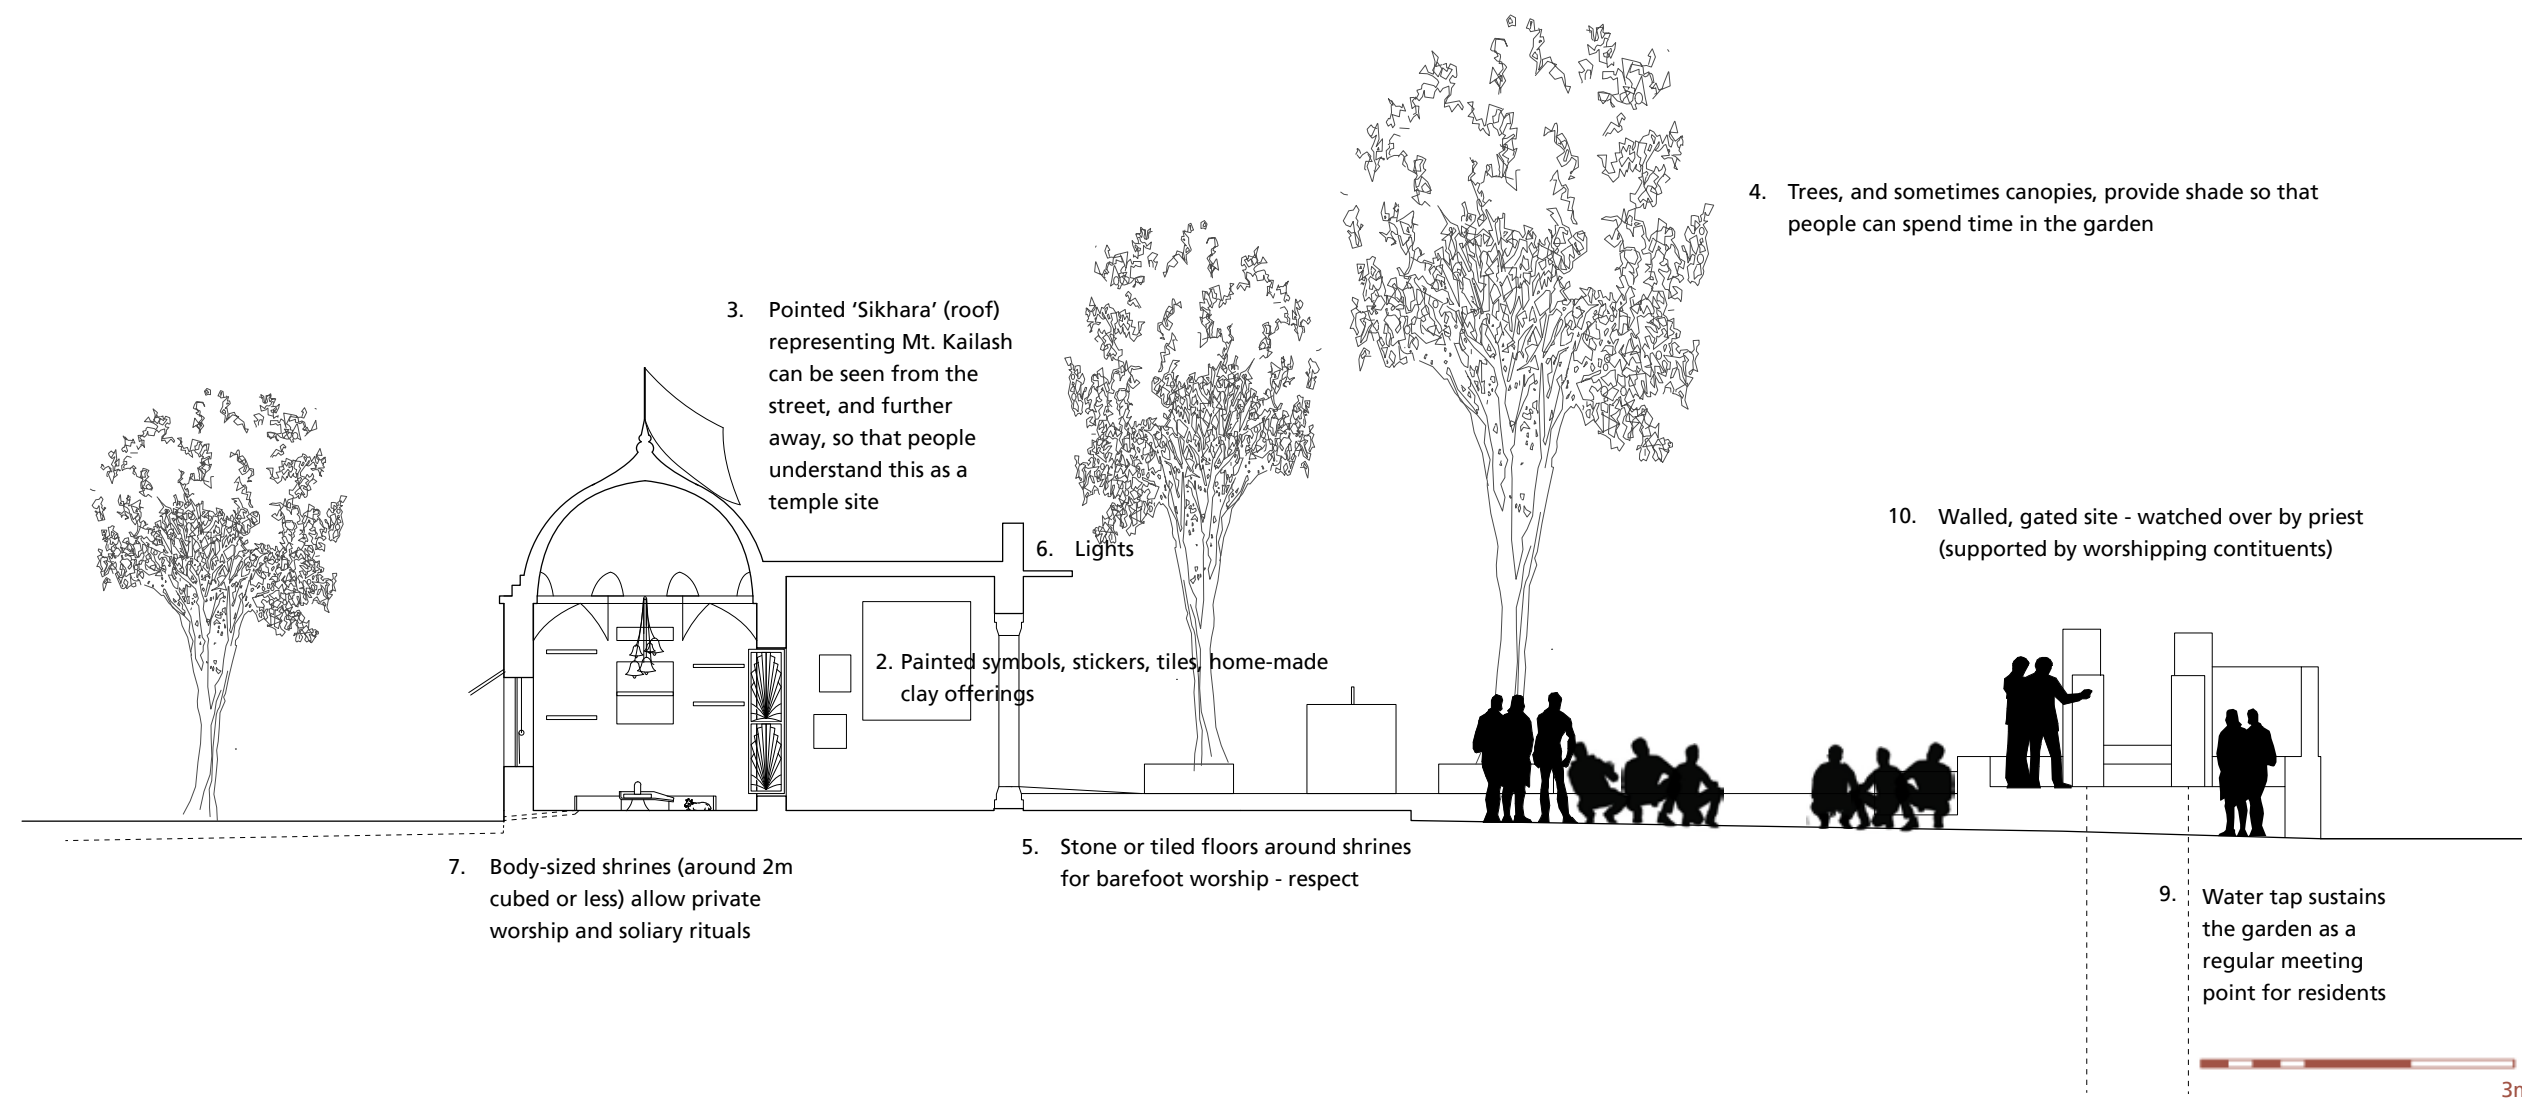 4. Trees, and sometimes canopies, provide shade so that
people can spend time in the garden
3. Pointed ‘Sikhara’ (roof)
representing Mt. Kailash
can be seen from the
street, and further
away, so that people
understand this as a
temple site
10. Walled, gated site - watched over by priest
(supported by worshipping contituents)
6. Lights
2. Painted symbols, stickers, tiles, home-made
clay offerings
5. Stone or tiled floors around shrines
for barefoot worship - respect
7. Body-sized shrines (around 2m
cubed or less) allow private
worship and soliary rituals
9. Water tap sustains
the garden as a
regular meeting
point for residents